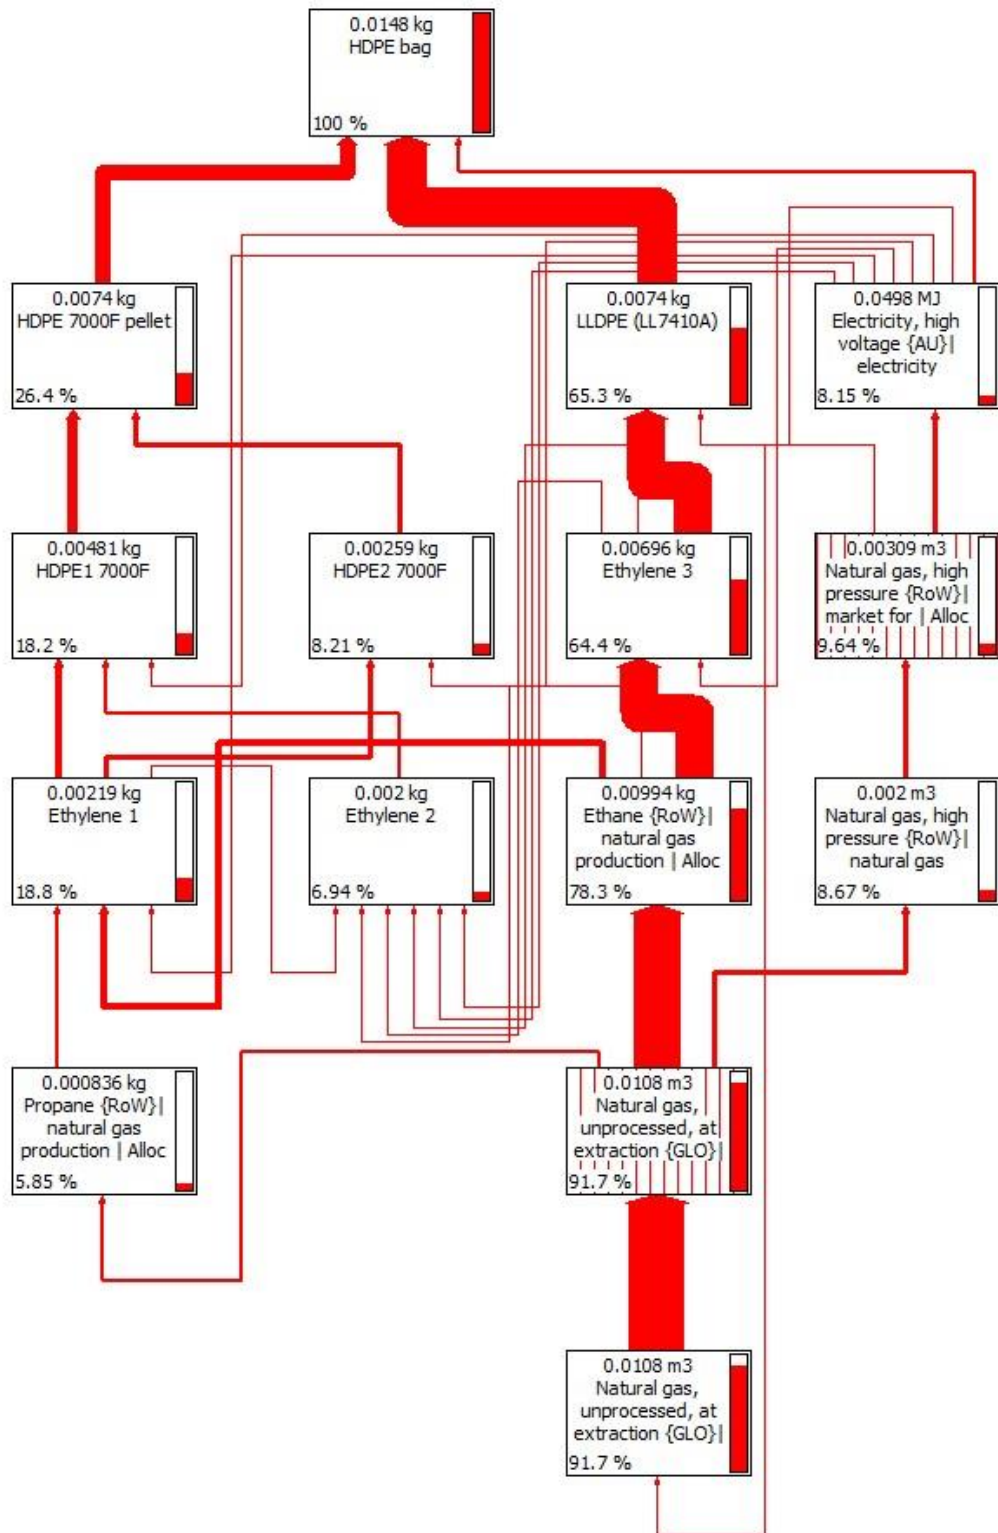 0.0148 kg
HDPE bag
100 %
0.0074 kg
HDPE 7000F pellet
26.4 %
0.0074 kg
LLDPE (LL7410A)
65.3 %
0.0498 MJ
Electricity, high
voltage {AU}|
electricity
8.15 %
0.00481 kg
HDPE1 7000F
18.2 %
0.00259 kg
HDPE2 7000F
8.21 %
0.00696 kg
Ethylene 3
64.4 %
0.00309 m3
Natural gas, high
pressure {RoW}|
market for | Alloc
9.64 %
0.00219 kg
Ethylene 1
18.8 %
0.002 kg
Ethylene 2
6.94 %
0.00994 kg
Ethane {RoW}|
natural gas
production | Alloc
78.3 %
0.002 m3
Natural gas, high
pressure {RoW}|
natural gas
8.67 %
0.000836 kg
Propane {RoW}|
natural gas
production | Alloc
5.85 %
0.0108 m3
Natural gas,
unprocessed, at
extraction {GLO}|
91.7 %
0.0108 m3
Natural gas,
unprocessed, at
extraction {GLO}|
91.7 %